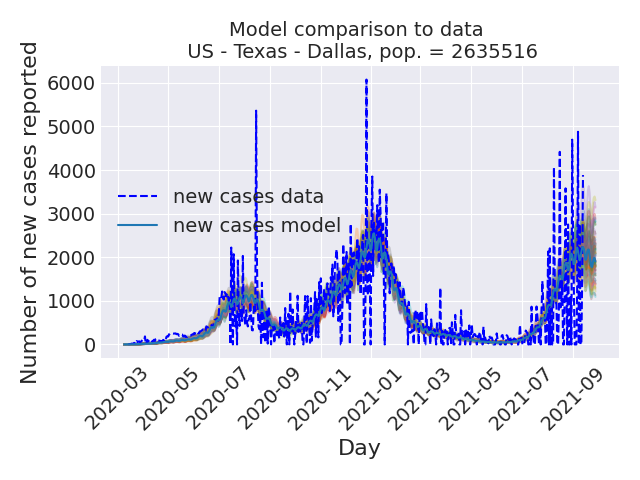 Model comparison to data
US - Texas - Dallas, pop. = 2635516
Number of new cases reported
6000
5000
4000
3000
2000
1000
0
new cases data
new cases model
2020-03
2020-05
2020-07
2020-09
2020-11
2021-01
2021-03
2021-05
2021-07
2021-09
Day